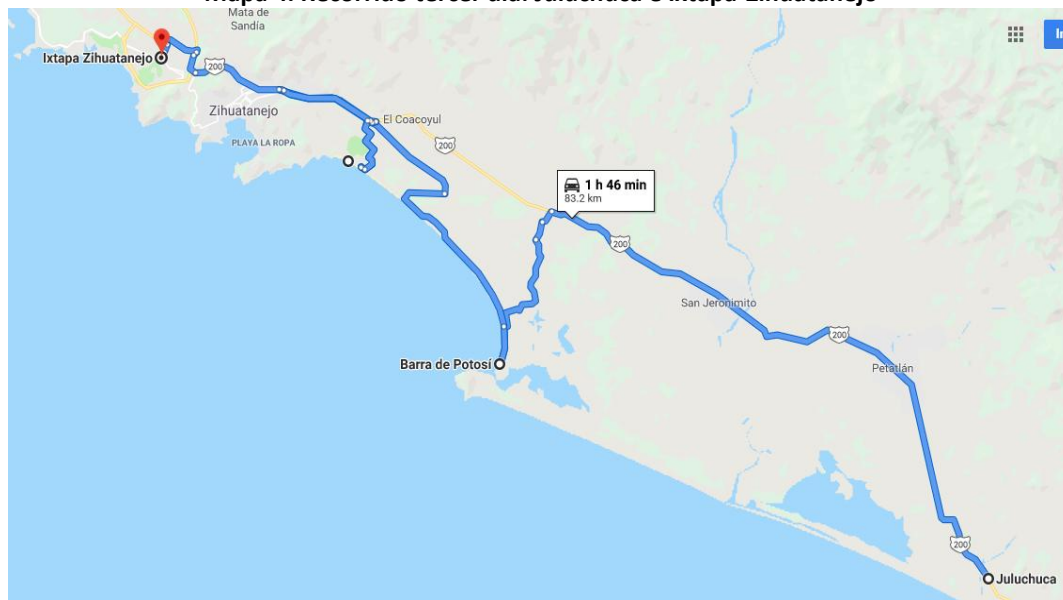 Mata de
Sandía
Ixtapa Zihuatanejo
200
Zihuatanejo
El Coacoyul
PLAYA LA ROPA
200
1 h 46 min
83.2 km
200
San Jeronimito
200
Barra de Potosí
Petatlán
200
Juluchuca